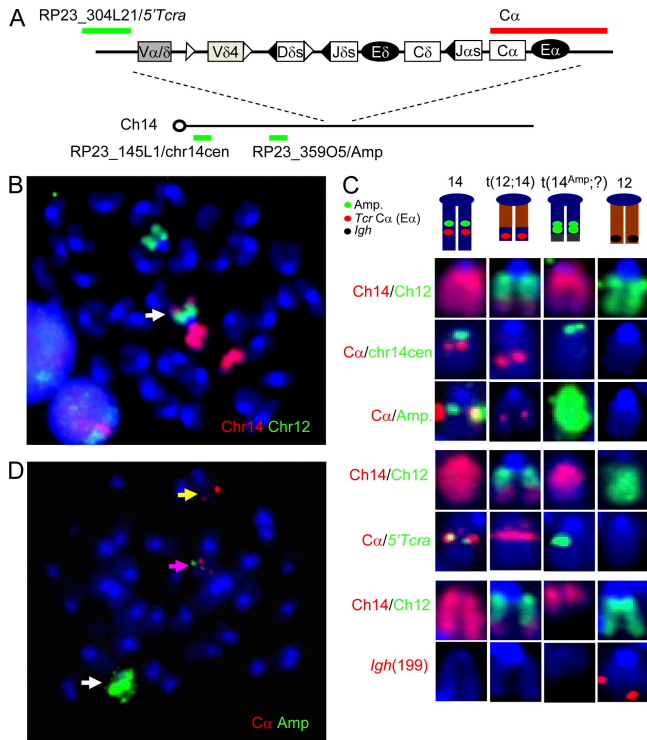 A
RP23_304L21/5'Tcra
Cα
Vα/δ Vδ4 Dδs Jδs Eδ Cδ Jαs Cα Eα
Ch14
RP23_145L1/chr14cen RP23_359O5/Amp
B
Chr14 Chr12
C
14 t(12;14) t(14Amp;?) 12
Amp.
Tcr Cα (Eα)
Igh
Ch14/Ch12
Cα/chr14cen
Cα/Amp.
Ch14/Ch12
Cα/5'Tcra
Ch14/Ch12
Igh(199)
D
Cα Amp